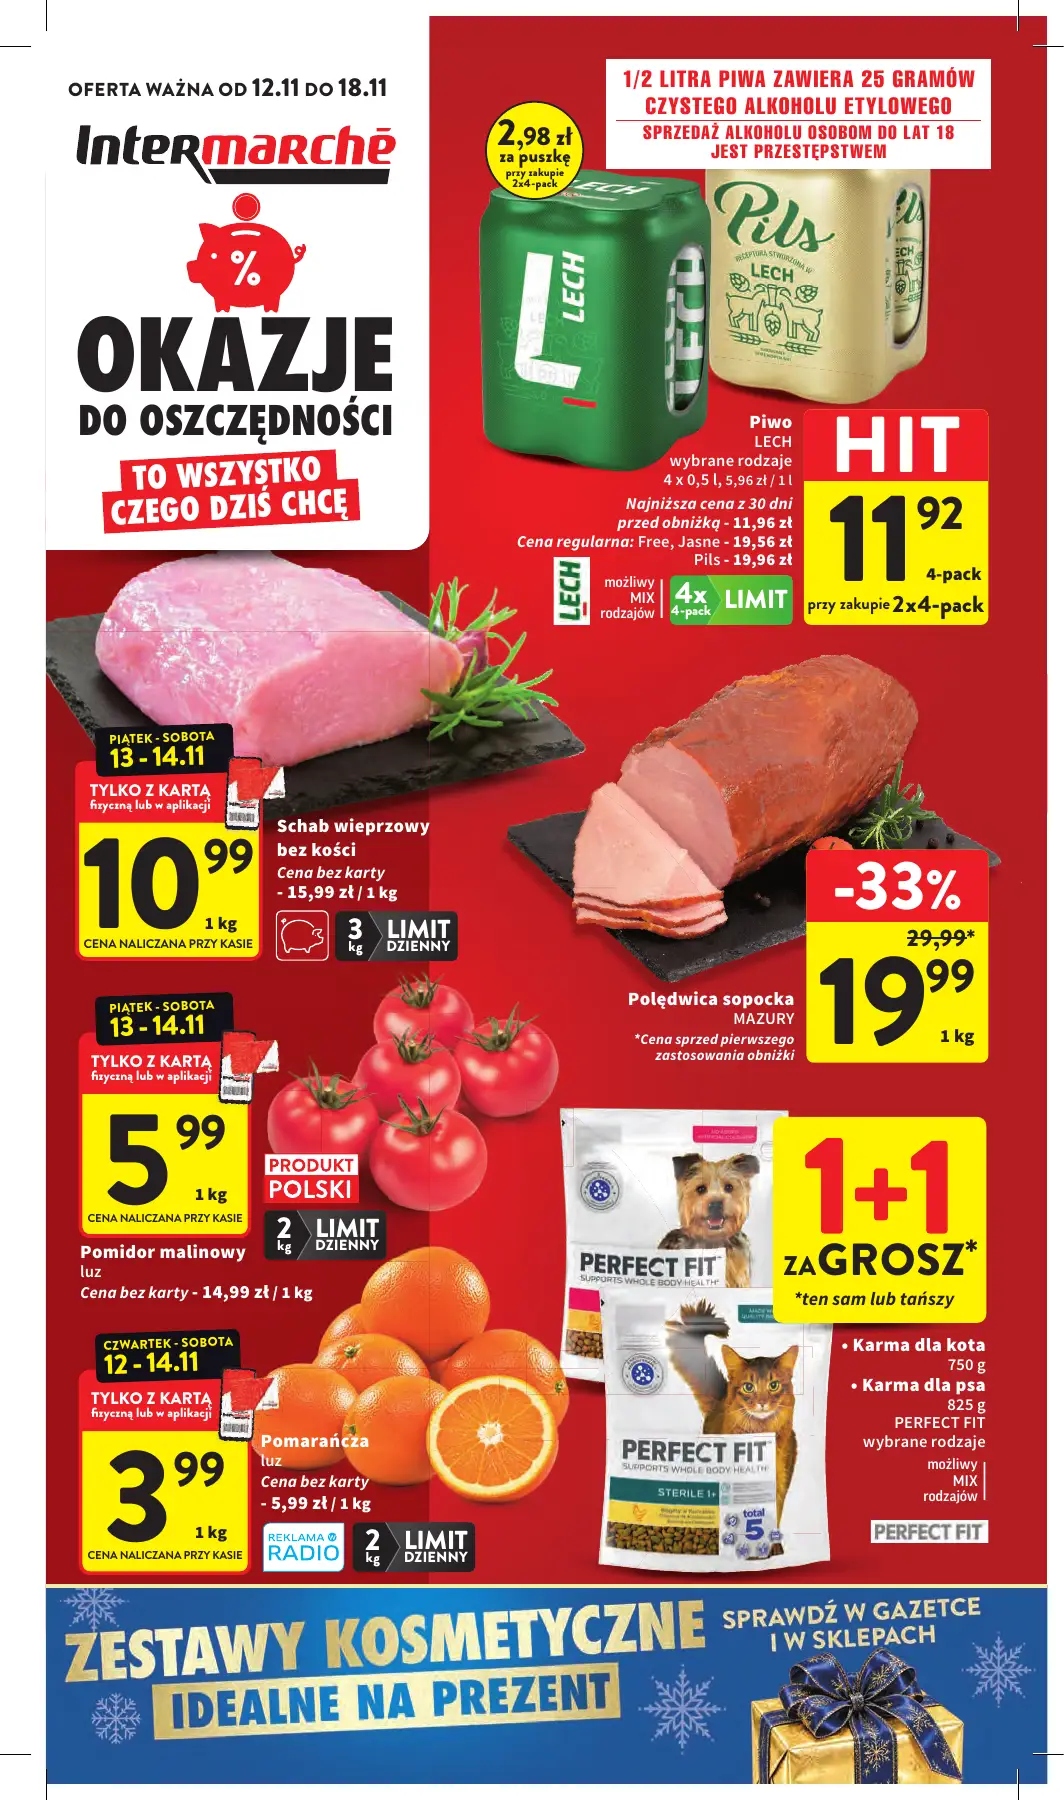 OFERTA WAŻNA OD 12.11 DO 18.11
Intermarchē
%
OKAZJE
DO OSZCZĘDNOŚCI
TO WSZYSTKO
CZEGO DZIŚ CHCĘ
1/2 LITRA PIWA ZAWIERA 25 GRAMÓW
CZYSTEGO ALKOHOLU ETYLOWEGO
SPRZEDAŻ ALKOHOLU OSOBOM DO LAT 18
JEST PRZESTĘPSTWEM
2,98 zł
za puszkę
przy zakupie
2x4-pack
LECH
L
LECH
LECH
Pils
RECEPTURA STWORZONA W
LECH
Piwo
LECH
wybrane rodzaje
4 x 0,5 l, 5,96 zł / 1 l
Najniższa cena z 30 dni
przed obniżką - 11,96 zł
Cena regularna: Free, Jasne - 19,56 zł
Pils - 19,96 zł
LECH
możliwy
MIX
rodzajów
4x
4-pack
LIMIT
HIT
11 92
4-pack
przy zakupie 2x4-pack
PIĄTEK - SOBOTA
13 - 14.11
TYLKO Z KARTĄ
fizyczną lub w aplikacji
10 99
1 kg
CENA NALICZANA PRZY KASIE
Schab wieprzowy
bez kości
Cena bez karty
- 15,99 zł / 1 kg
3 kg
LIMIT
DZIENNY
-33%
29,99*
19 99
1 kg
Polędwica sopocka
MAZURY
*Cena sprzed pierwszego
zastosowania obniżki
PIĄTEK - SOBOTA
13 - 14.11
TYLKO Z KARTĄ
fizyczną lub w aplikacji
5 99
1 kg
CENA NALICZANA PRZY KASIE
PRODUKT
POLSKI
2 kg
LIMIT
DZIENNY
Pomidor malinowy
luz
Cena bez karty - 14,99 zł / 1 kg
CZWARTEK - SOBOTA
12 - 14.11
TYLKO Z KARTĄ
fizyczną lub w aplikacji
3 99
1 kg
CENA NALICZANA PRZY KASIE
Pomarańcza
luz
Cena bez karty
- 5,99 zł / 1 kg
REKLAMA W
RADIO
2 kg
LIMIT
DZIENNY
PERFECT FIT
SUPPORTS WHOLE BODY HEALTH*
PERFECT FIT
SUPPORTS WHOLE BODY HEALTH*
STERILE 1+
total
5
1+1
ZAGROSZ*
*ten sam lub tańszy
• Karma dla kota
750 g
• Karma dla psa
825 g
PERFECT FIT
wybrane rodzaje
możliwy
MIX
rodzajów
PERFECT FIT
ZESTAWY KOSMETYCZNE
IDEALNE NA PREZENT
SPRAWDŹ W GAZETCE
I W SKLEPACH